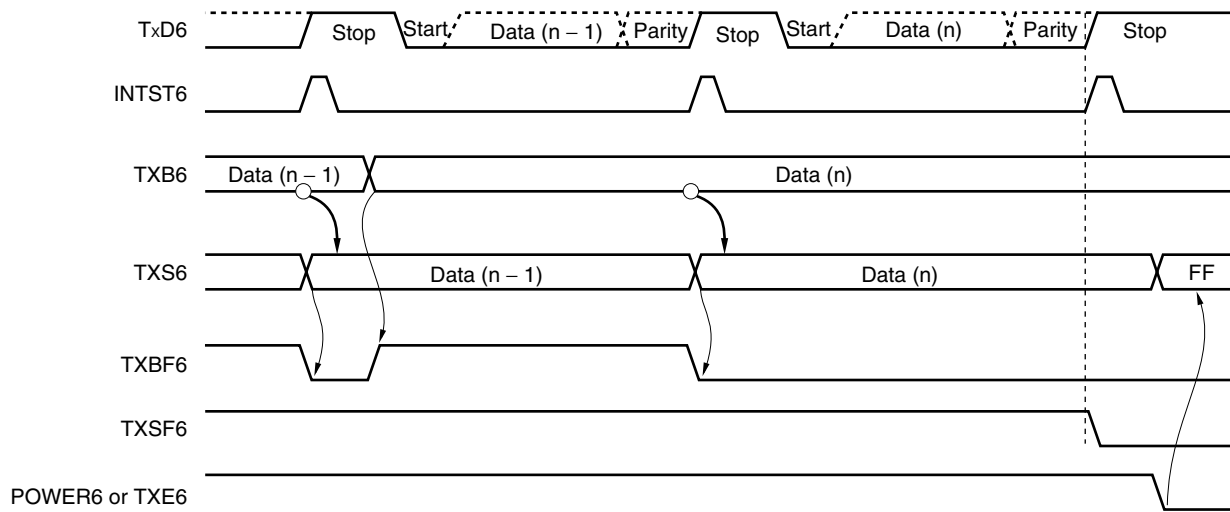 TxD6 Stop Start Data (n – 1) Parity Stop Start Data (n) Parity Stop
INTST6
TXB6 Data (n – 1) Data (n)
TXS6 Data (n – 1) Data (n) FF
TXBF6
TXSF6
POWER6 or TXE6